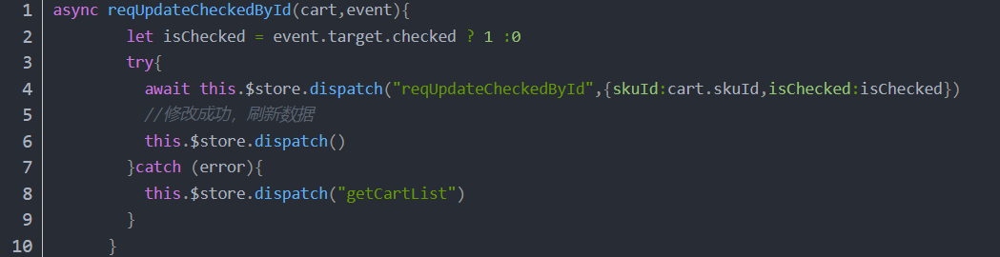 1 async reqUpdateCheckedById(cart,event){
2 let isChecked = event.target.checked ? 1 :0
3 try{
4 await this.$store.dispatch("reqUpdateCheckedById",{skuId:cart.skuId,isChecked:isChecked})
5 //修改成功，刷新数据
6 this.$store.dispatch()
7 }catch (error){
8 this.$store.dispatch("getCartList")
9 }
10 }